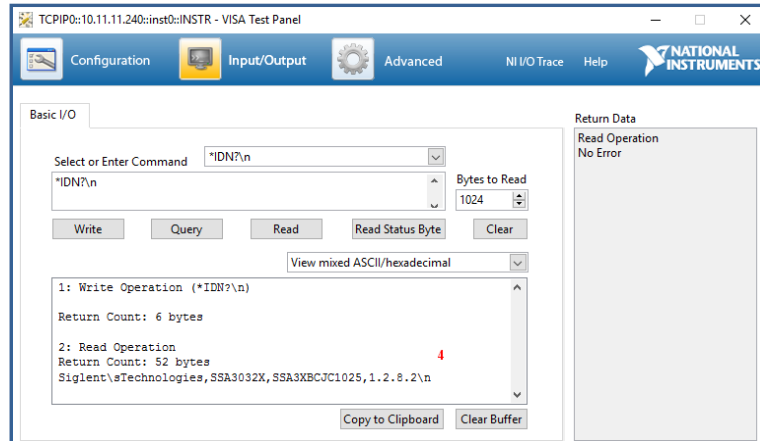 TCPIP0::10.11.11.240::inst0::INSTR - VISA Test Panel
Configuration
Input/Output
Advanced
NI I/O Trace
Help
NATIONAL
INSTRUMENTS
Basic I/O
Select or Enter Command
*IDN?\n
*IDN?\n
Bytes to Read
1024
Write
Query
Read
Read Status Byte
Clear
View mixed ASCII/hexadecimal
1: Write Operation (*IDN?\n)
Return Count: 6 bytes
2: Read Operation
Return Count: 52 bytes
4
Siglent\sTechnologies,SSA3032X,SSA3XBCJC1025,1.2.8.2\n
Copy to Clipboard
Clear Buffer
Return Data
Read Operation
No Error